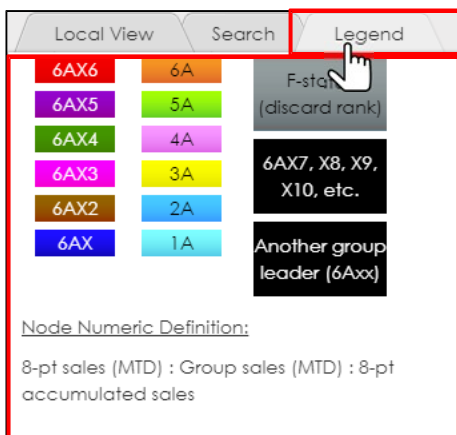 Local View Search Legend
6AX6 6A
F-sta
(discard rank)
6AX5 5A
6AX4 4A
6AX7, X8, X9,
X10, etc.
6AX3 3A
6AX2 2A
6AX 1A
Another group
leader (6Axx)
Node Numeric Definition:
8-pt sales (MTD) : Group sales (MTD) : 8-pt
accumulated sales